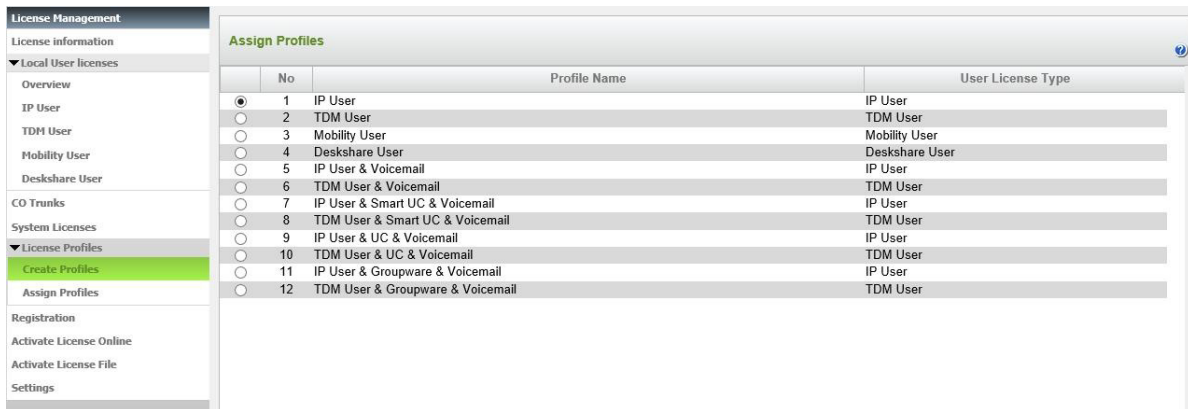 License Management
License information
Local User licenses
Overview
IP User
TDM User
Mobility User
Deskshare User
CO Trunks
System Licenses
License Profiles
Create Profiles
Assign Profiles
Registration
Activate License Online
Activate License File
Settings
Assign Profiles
?
No Profile Name User License Type
1 IP User IP User
2 TDM User TDM User
3 Mobility User Mobility User
4 Deskshare User Deskshare User
5 IP User & Voicemail IP User
6 TDM User & Voicemail TDM User
7 IP User & Smart UC & Voicemail IP User
8 TDM User & Smart UC & Voicemail TDM User
9 IP User & UC & Voicemail IP User
10 TDM User & UC & Voicemail TDM User
11 IP User & Groupware & Voicemail IP User
12 TDM User & Groupware & Voicemail TDM User